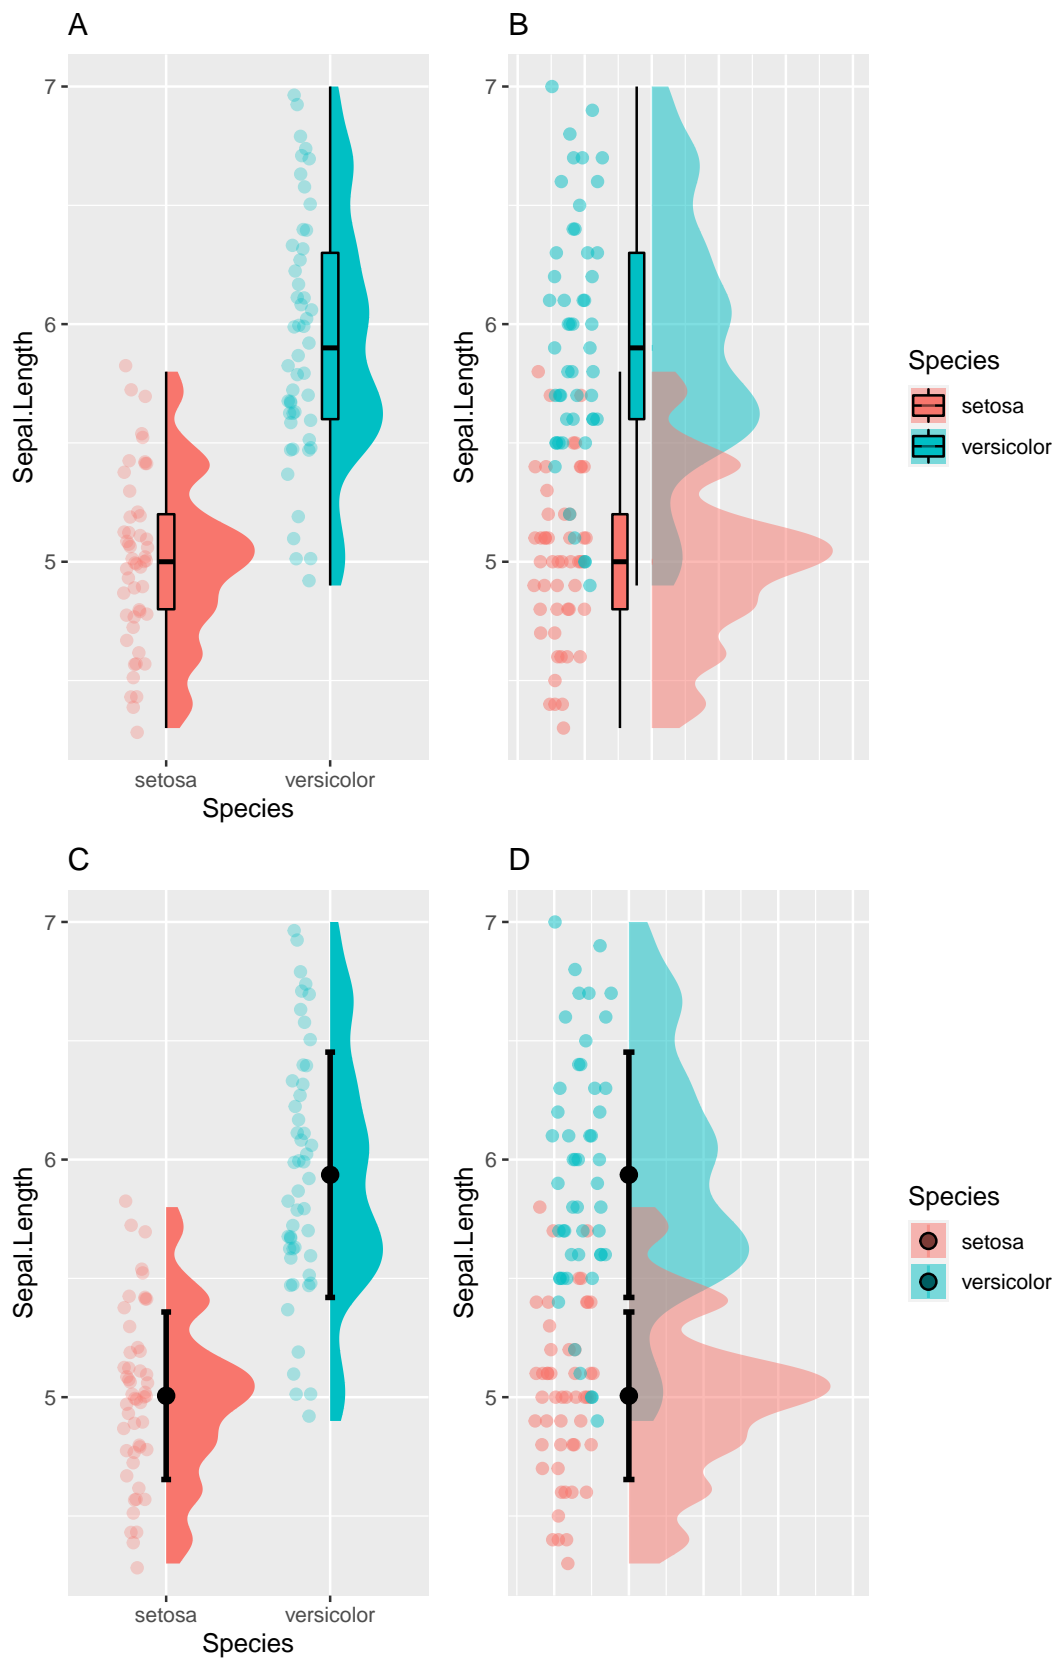 A
B
7
6
5
Sepal.Length
setosa
versicolor
Species
7
6
5
Sepal.Length
Species
setosa
versicolor
C
D
7
6
5
Sepal.Length
setosa
versicolor
Species
7
6
5
Sepal.Length
Species
setosa
versicolor